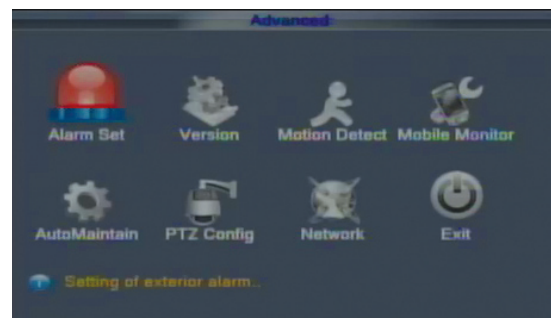 Advanced:
Alarm Set Version Motion Detect Mobile Monitor
AutoMaintain PTZ Config Network Exit
Setting of exterior alarm..